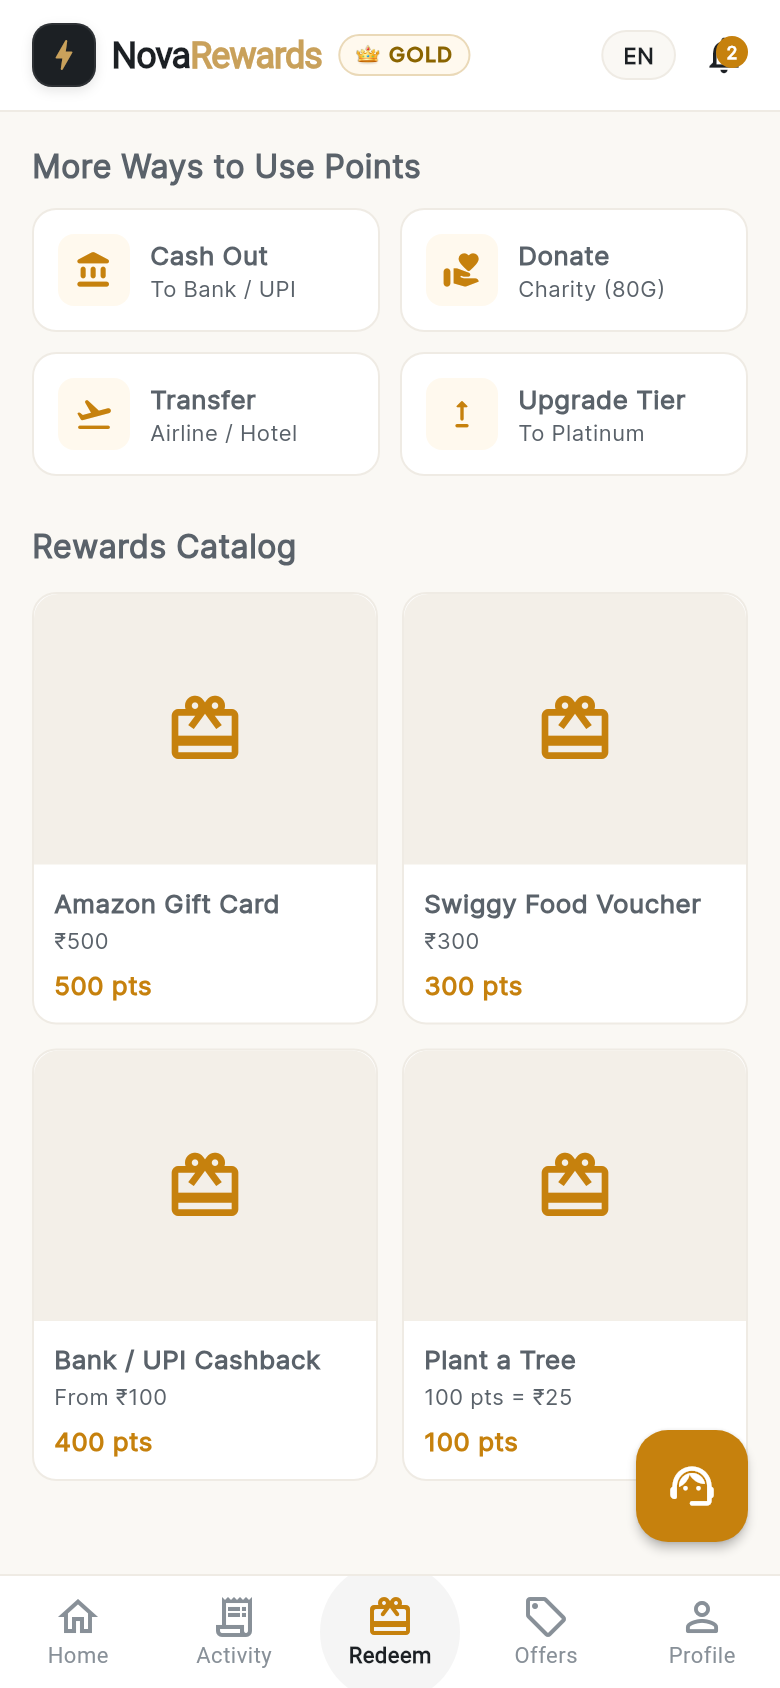 NovaRewards
GOLD
EN
2
More Ways to Use Points
Cash Out
To Bank / UPI
Donate
Charity (80G)
Transfer
Airline / Hotel
Upgrade Tier
To Platinum
Rewards Catalog
Amazon Gift Card
₹500
500 pts
Swiggy Food Voucher
₹300
300 pts
Bank / UPI Cashback
From ₹100
400 pts
Plant a Tree
100 pts = ₹25
100 pts
Home
Activity
Redeem
Offers
Profile